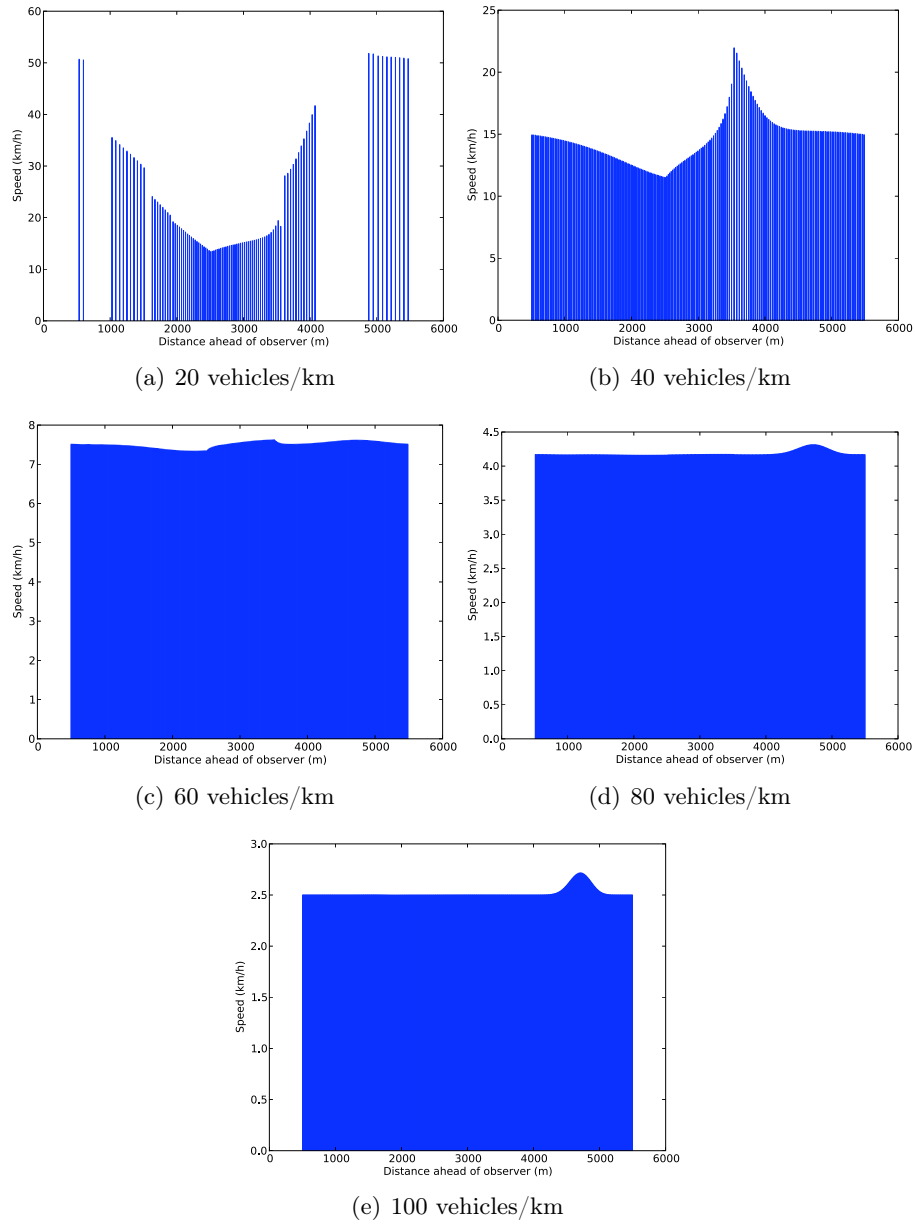 60
50
40
30
20
10
0
Speed (km/h)
0 1000 2000 3000 4000 5000 6000
Distance ahead of observer (m)
(a) 20 vehicles/km
25
20
15
10
5
0
Speed (km/h)
0 1000 2000 3000 4000 5000 6000
Distance ahead of observer (m)
(b) 40 vehicles/km
8
7
6
5
4
3
2
1
0
Speed (km/h)
0 1000 2000 3000 4000 5000 6000
Distance ahead of observer (m)
(c) 60 vehicles/km
4.5
4.0
3.5
3.0
2.5
2.0
1.5
1.0
0.5
0.0
Speed (km/h)
0 1000 2000 3000 4000 5000 6000
Distance ahead of observer (m)
(d) 80 vehicles/km
3.0
2.5
2.0
1.5
1.0
0.5
0.0
Speed (km/h)
0 1000 2000 3000 4000 5000 6000
Distance ahead of observer (m)
(e) 100 vehicles/km